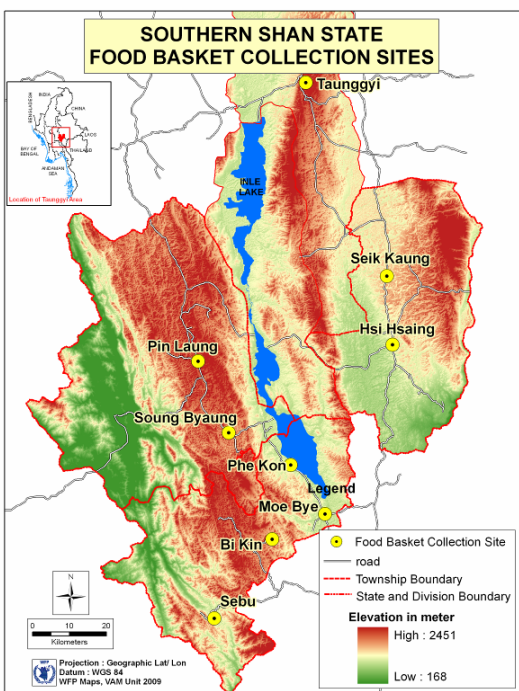 SOUTHERN SHAN STATE
FOOD BASKET COLLECTION SITES
Taunggyi
INDIA
CHINA
BANGLADESH
LAOS
BAY OF
BENGAL
THAILAND
ANDAMAN
SEA
Location of Taunggyi Area
INLE
LAKE
Seik Kaung
Hsi Hsaing
Pin Laung
Soung Byaung
Phe Kon
Legend
Moe Bye
Bi Kin
Sebu
Food Basket Collection Site
road
Township Boundary
State and Division Boundary
Elevation in meter
High : 2451
Low : 168
N
0 10 20
Kilometers
WFP
Projection : Geographic Lat/ Lon
Datum : WGS 84
WFP Maps, VAM Unit 2009